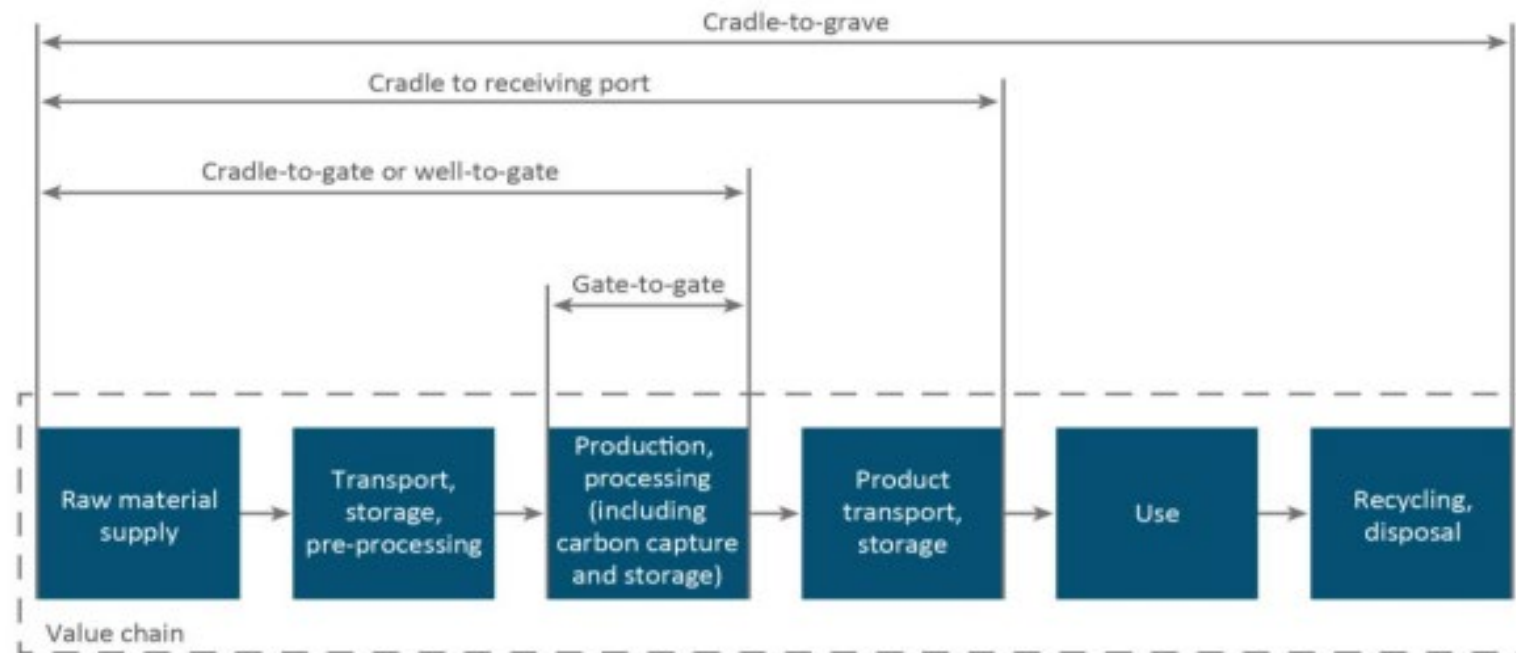 Cradle-to-grave
Cradle to receiving port
Cradle-to-gate or well-to-gate
Gate-to-gate
Raw material
supply
Transport,
storage,
pre-processing
Production,
processing
(including
carbon capture
and storage)
Product
transport,
storage
Use
Recycling,
disposal
Value chain